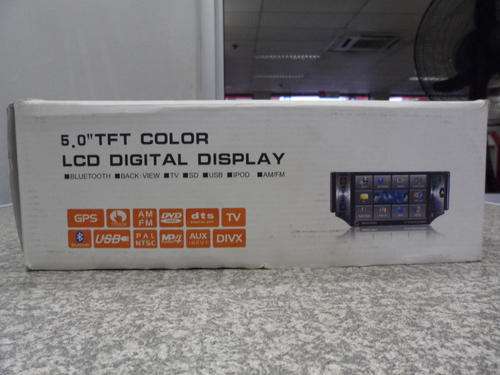 5.0"TFT COLOR
LCD DIGITAL DISPLAY
■BLUETOOTH ■BACK-VIEW ■TV ■SD ■USB ■IPOD ■AM/FM
GPS AM FM DVD dts TV
USB PAL NTSC MP4 AUX INPUT DIVX